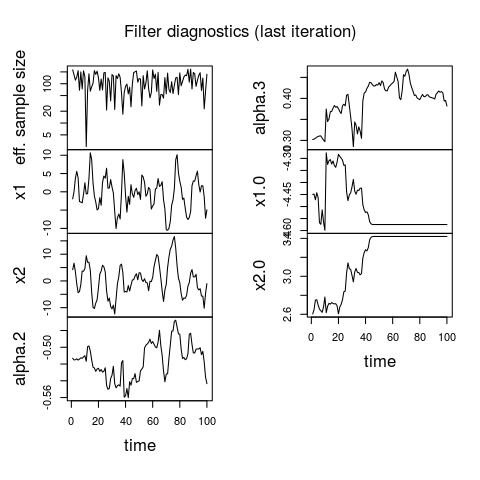 Filter diagnostics (last iteration)
eff. sample size
100
20
5
x1
10
5
0
-10
x2
10
0
-10
alpha.2
-0.50
-0.56
0 20 40 60 80 100
time
alpha.3
0.40
0.30
x1.0
-4.30
-4.45
-4.60
x2.0
3.4
3.0
2.6
0 20 40 60 80 100
time